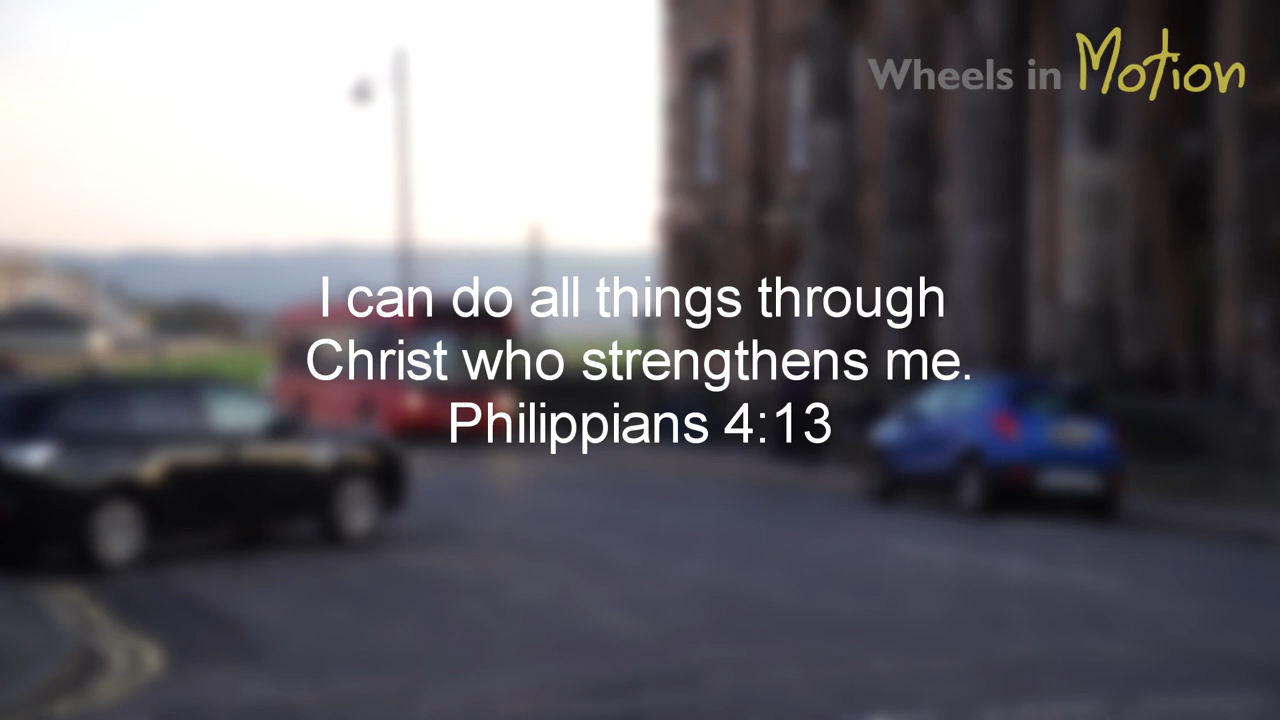 Wheels in Motion
I can do all things through
Christ who strengthens me.
Philippians 4:13